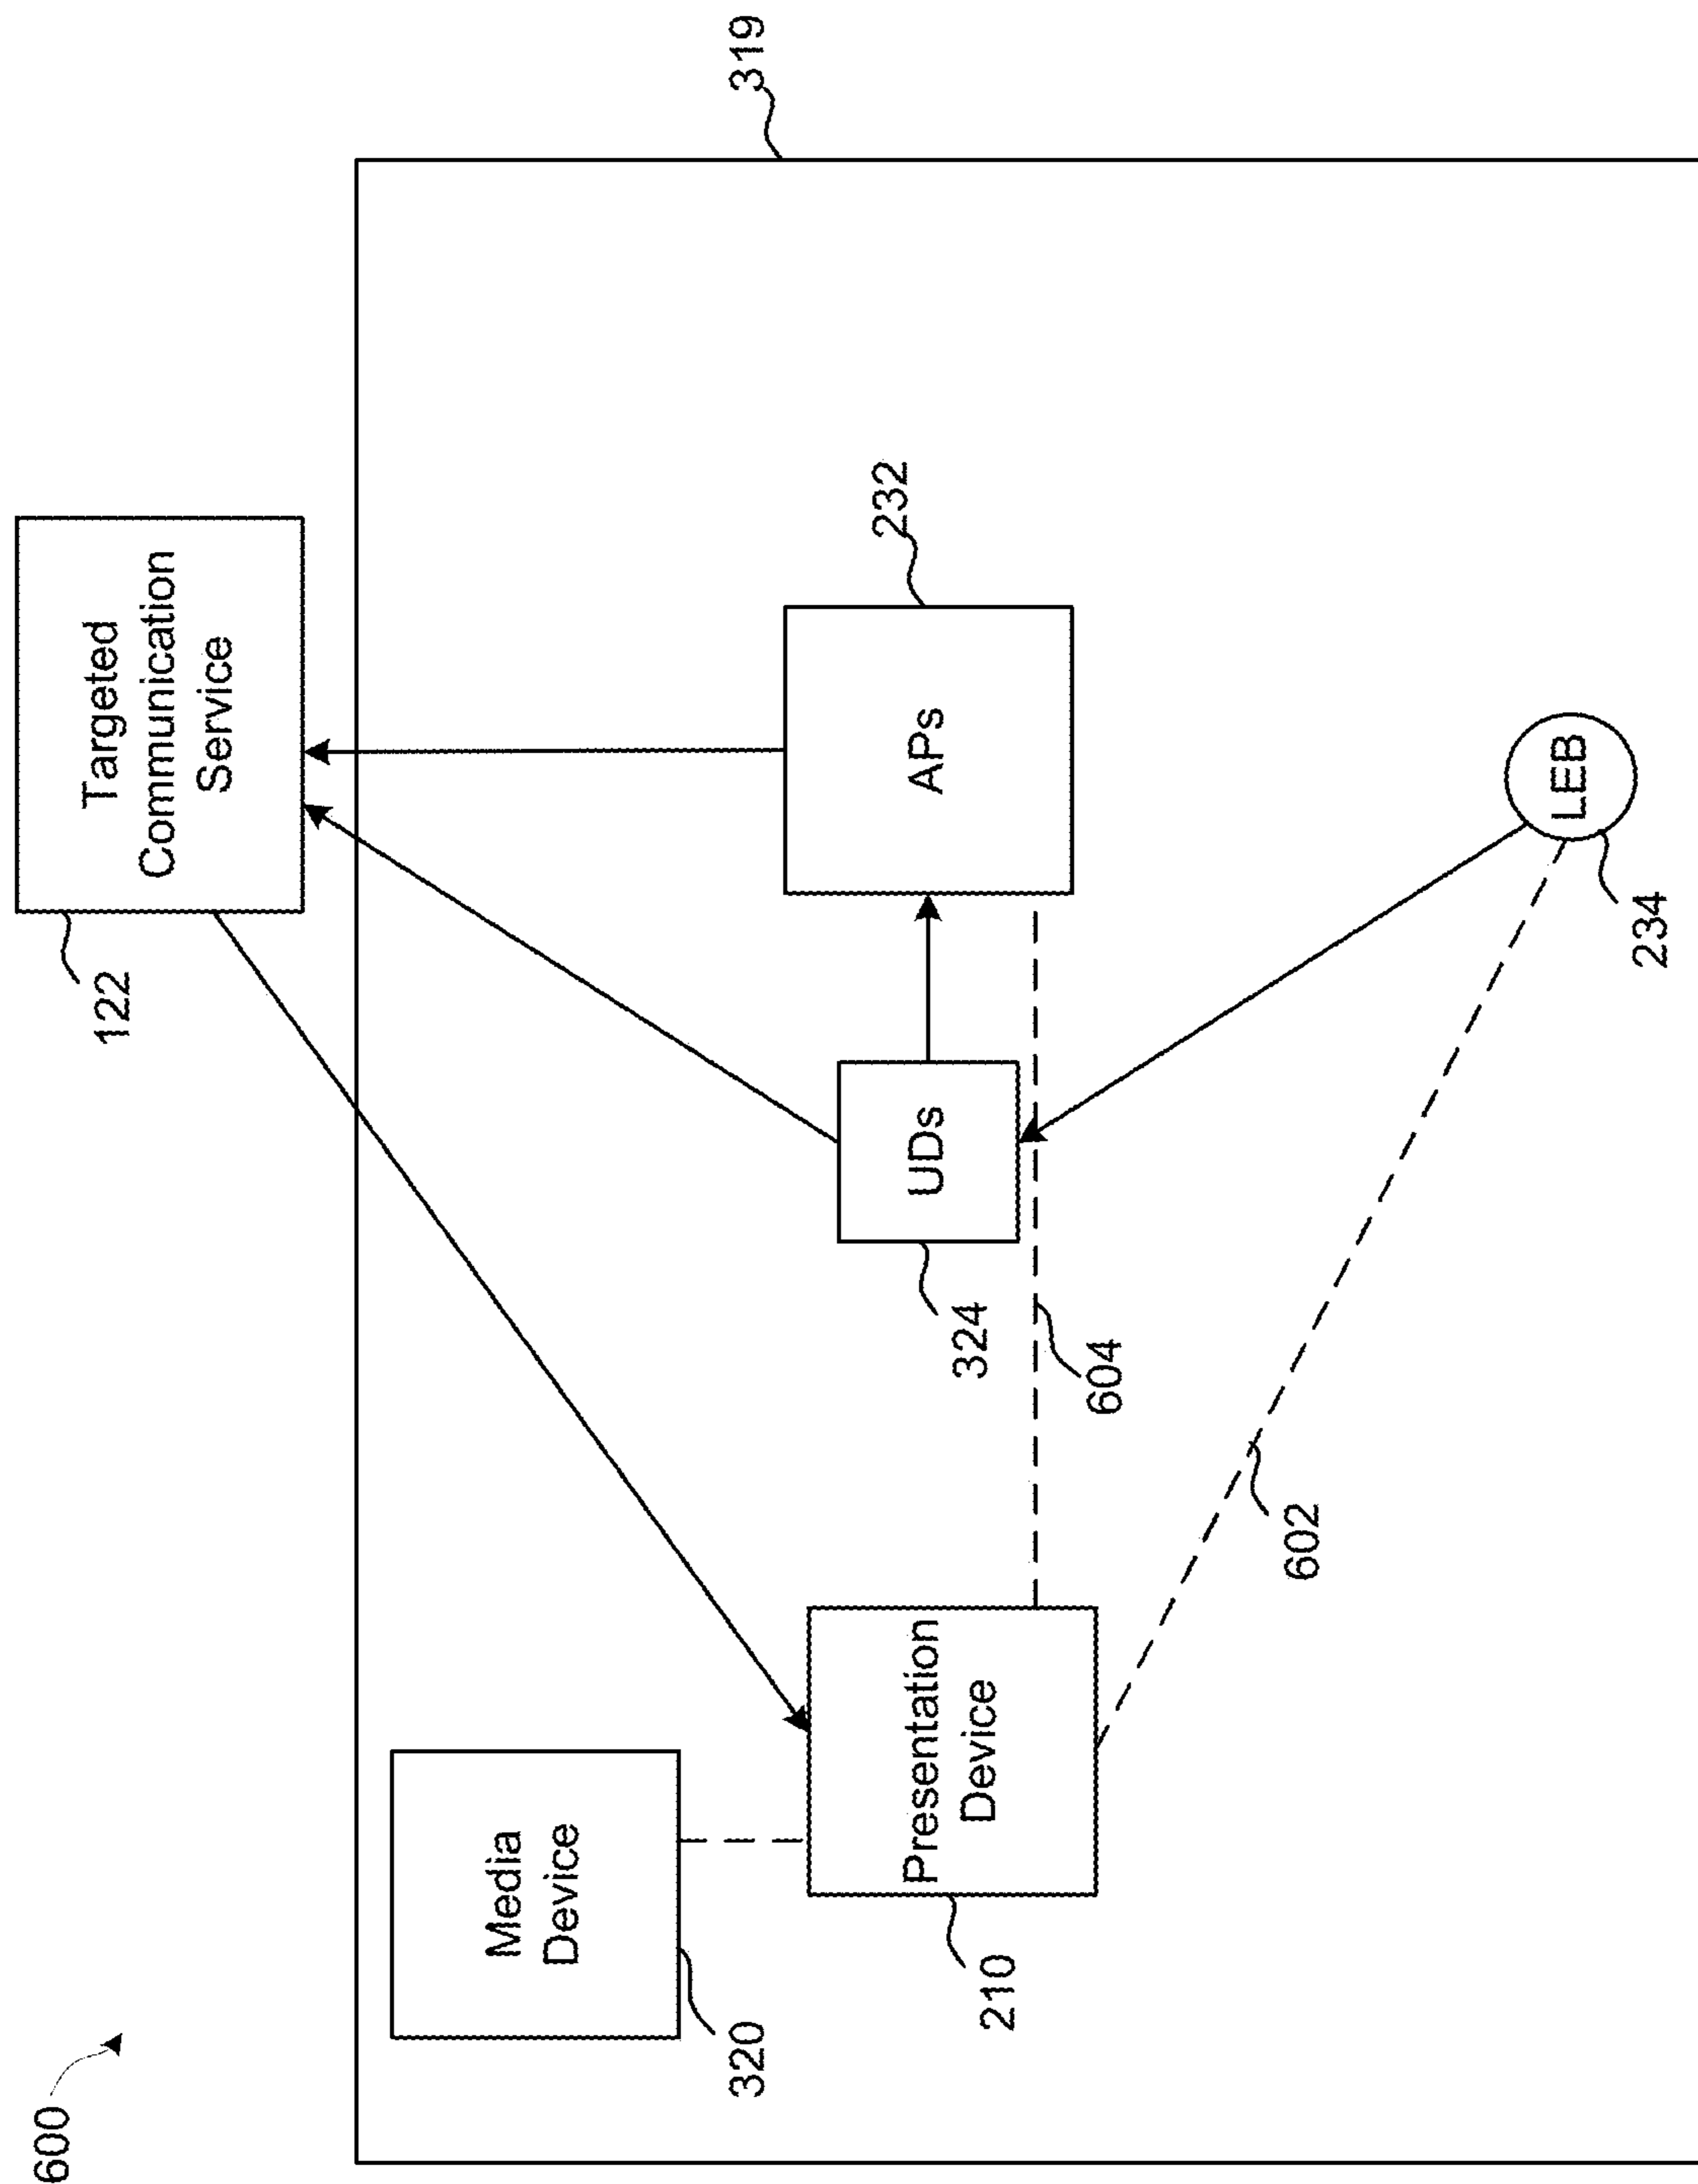 600
Targeted
Communication
Service
122
319
Media
Device
320
Presentation
Device
210
UDs
324
APs
232
604
602
LEB
234